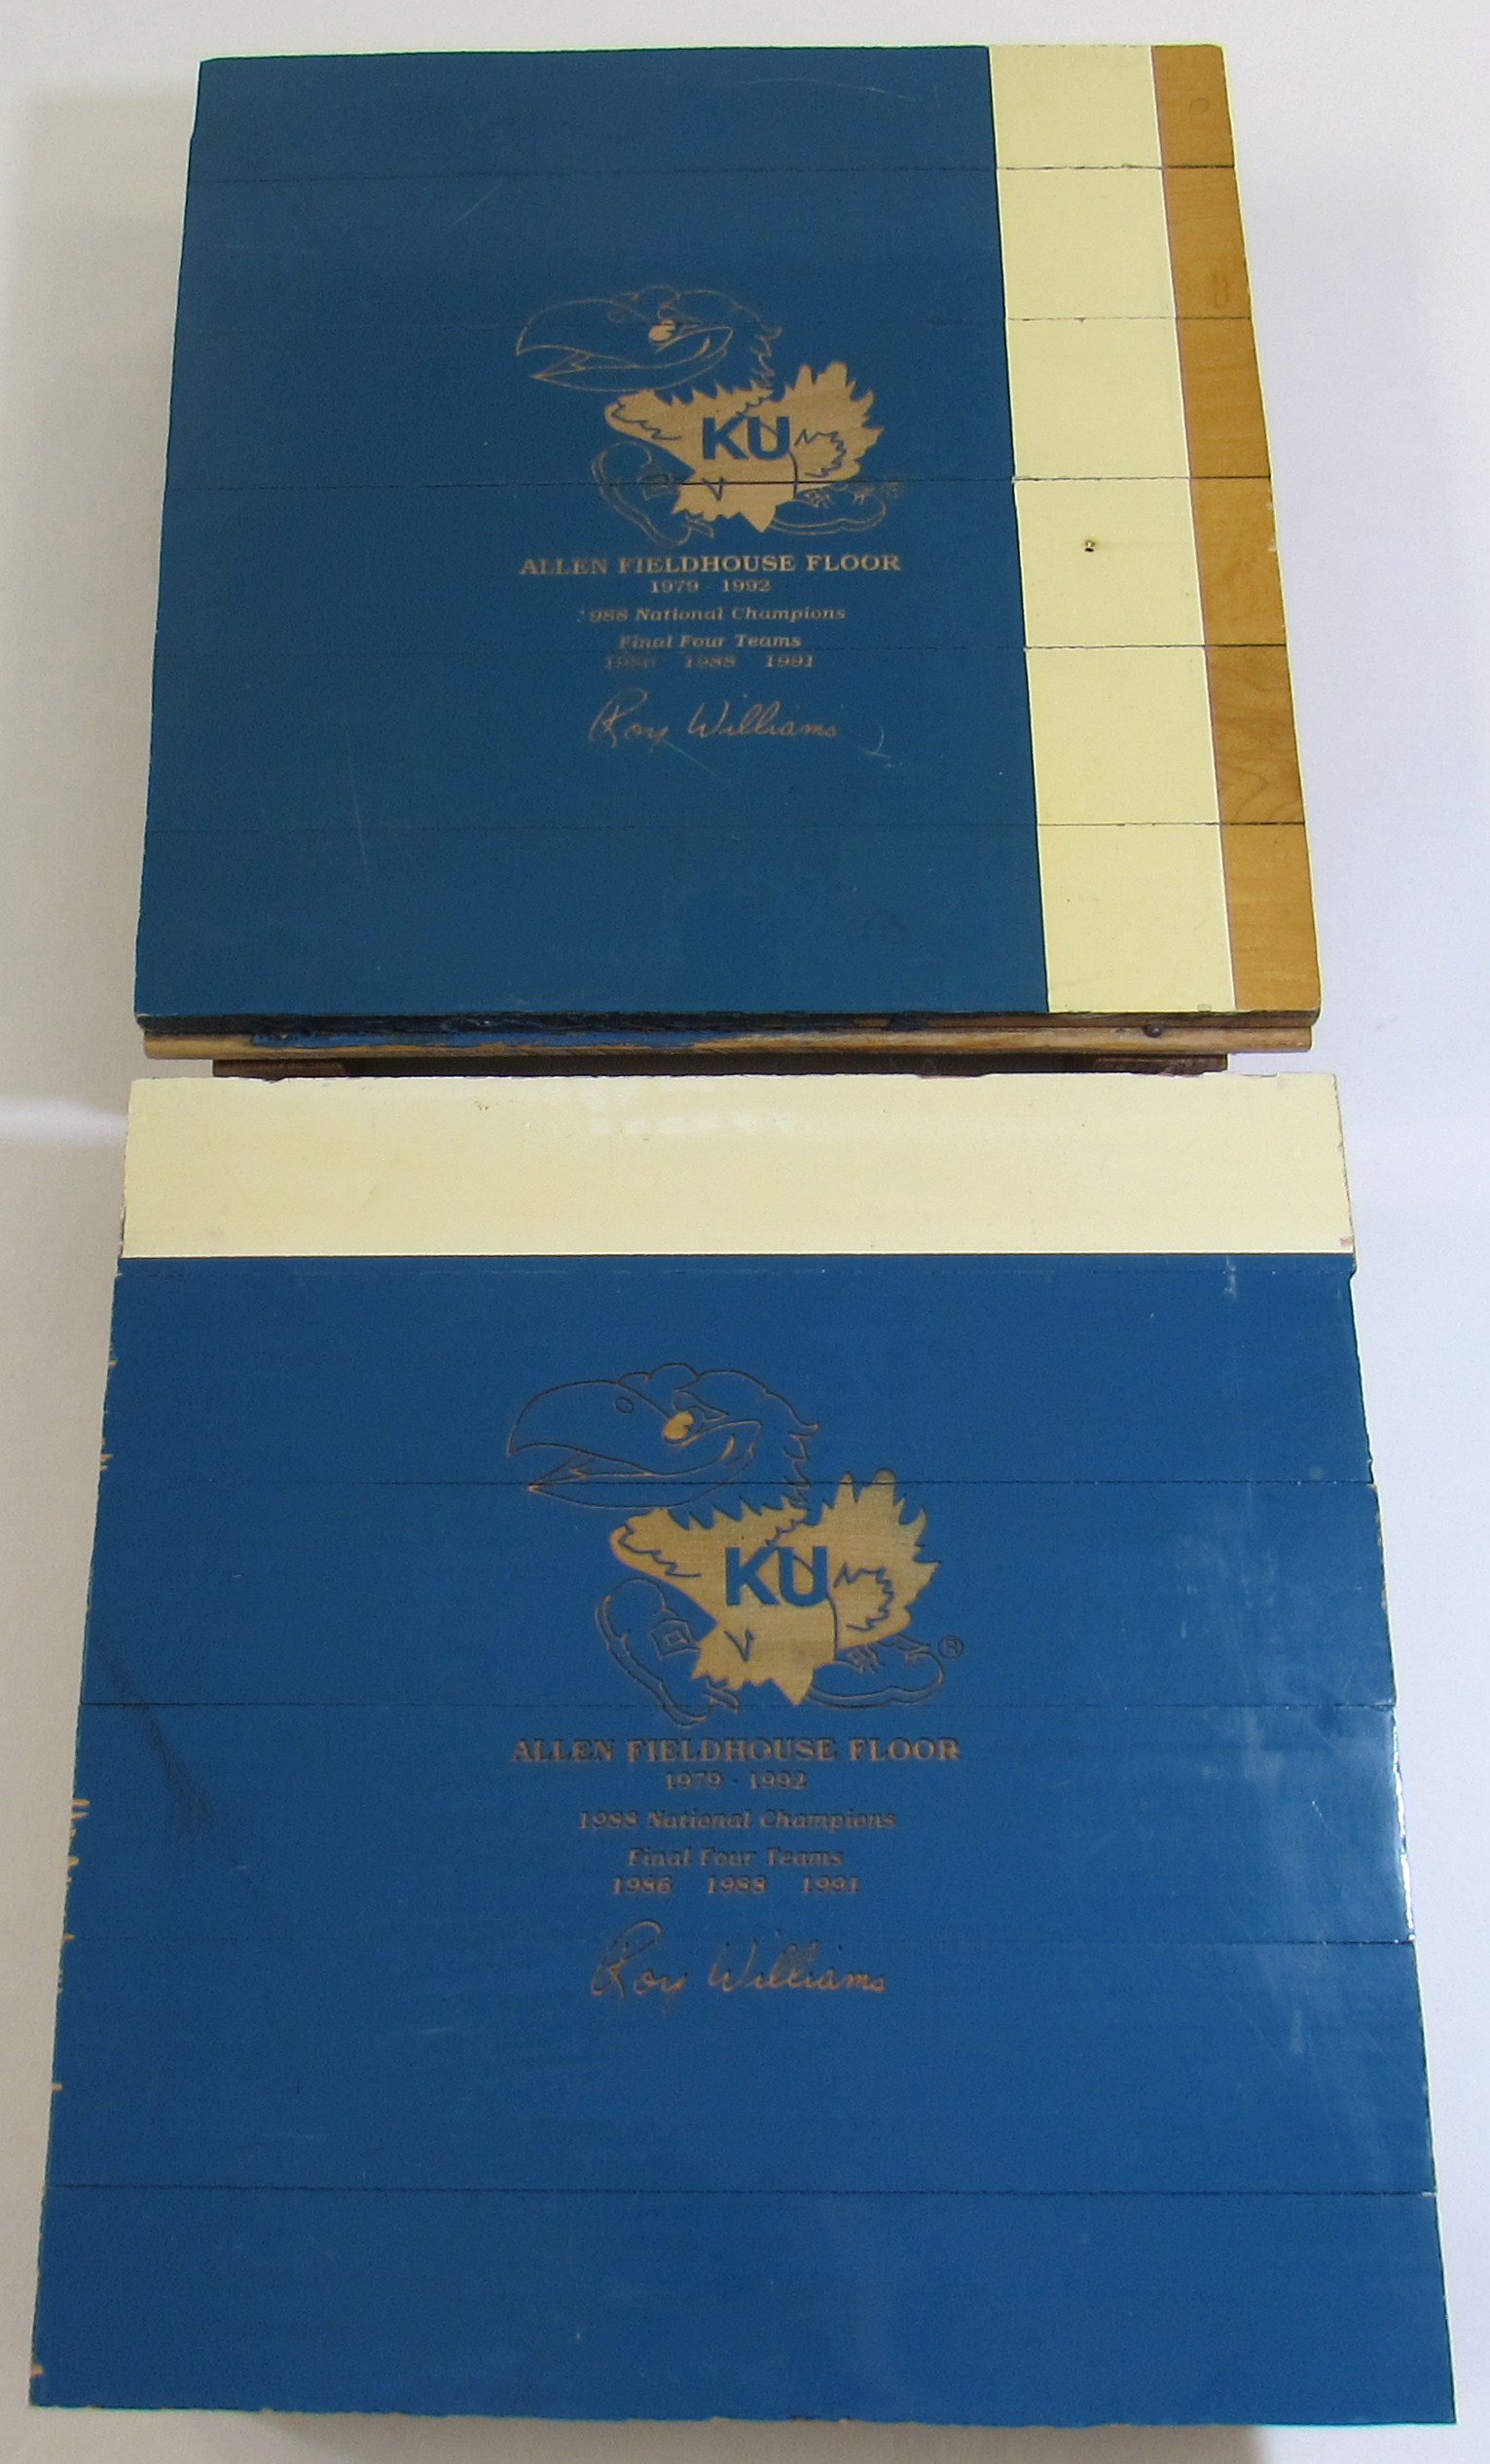 KU
ALLEN FIELDHOUSE FLOOR
1979 - 1992
1988 National Champions
Final Four Teams
1986 1988 1991
Roy Williams
KU
®
ALLEN FIELDHOUSE FLOOR
1979 - 1992
1988 National Champions
Final Four Teams
1986 1988 1991
Roy Williams